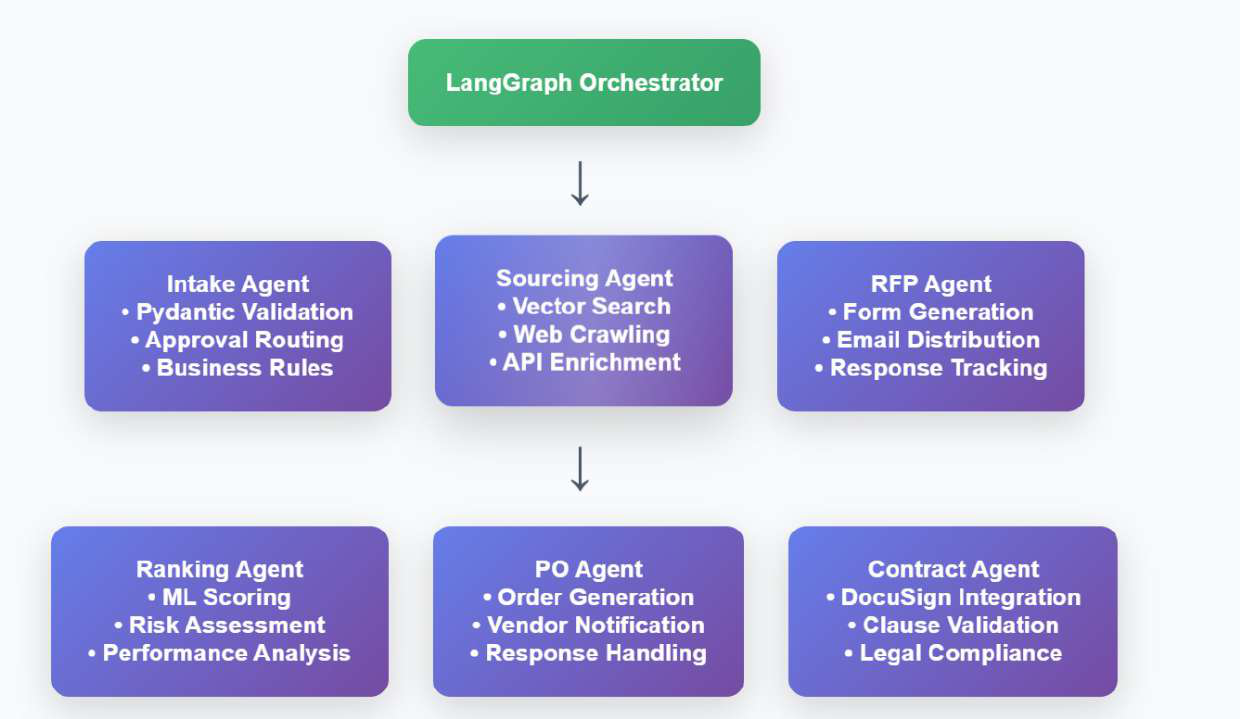 LangGraph Orchestrator
Intake Agent
• Pydantic Validation
• Approval Routing
• Business Rules
Sourcing Agent
• Vector Search
• Web Crawling
• API Enrichment
RFP Agent
• Form Generation
• Email Distribution
• Response Tracking
Ranking Agent
• ML Scoring
• Risk Assessment
• Performance Analysis
PO Agent
• Order Generation
• Vendor Notification
• Response Handling
Contract Agent
• DocuSign Integration
• Clause Validation
• Legal Compliance